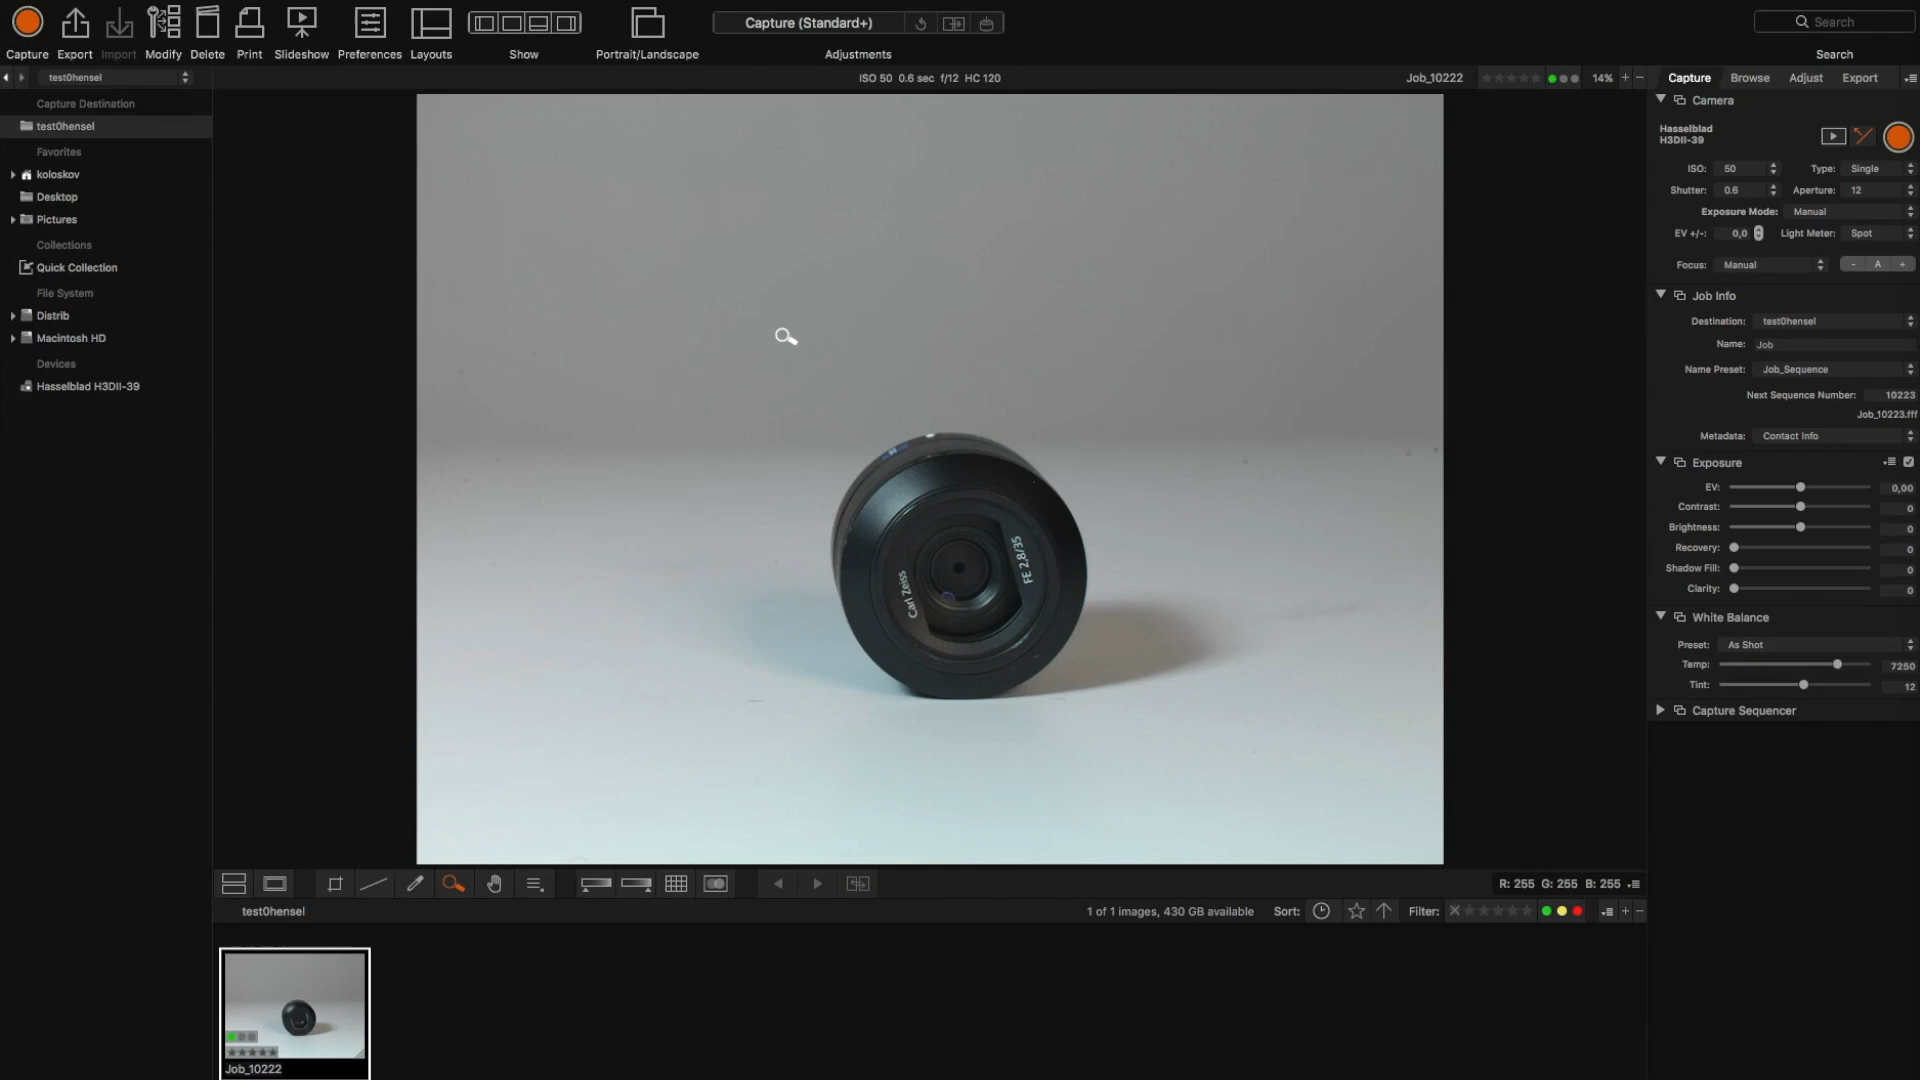 Capture (Standard+)
Search
Capture Export Import Modify Delete Print Slideshow Preferences Layouts Show Portrait/Landscape Adjustments Search
test0hensel
ISO 50 0.6 sec f/12 HC 120
Job_10222
14% + −
Capture Browse Adjust Export
Capture Destination
test0hensel
Favorites
koloskov
Desktop
Pictures
Collections
Quick Collection
File System
Distrib
Macintosh HD
Devices
Hasselblad H3DII-39
Carl Zeiss
FE 2,8/35
Camera
Hasselblad
H3DII-39
ISO: 50 Type: Single
Shutter: 0.6 Aperture: 12
Exposure Mode: Manual
EV +/-: 0,0 Light Meter: Spot
Focus: Manual - A +
Job Info
Destination: test0hensel
Name: Job
Name Preset: Job_Sequence
Next Sequence Number: 10223
Job_10223.fff
Metadata: Contact Info
Exposure
EV: 0,00
Contrast: 0
Brightness: 0
Recovery: 0
Shadow Fill: 0
Clarity: 0
White Balance
Preset: As Shot
Temp: 7250
Tint: 12
Capture Sequencer
R: 255 G: 255 B: 255
test0hensel
1 of 1 images, 430 GB available Sort: Filter: + −
Job_10222